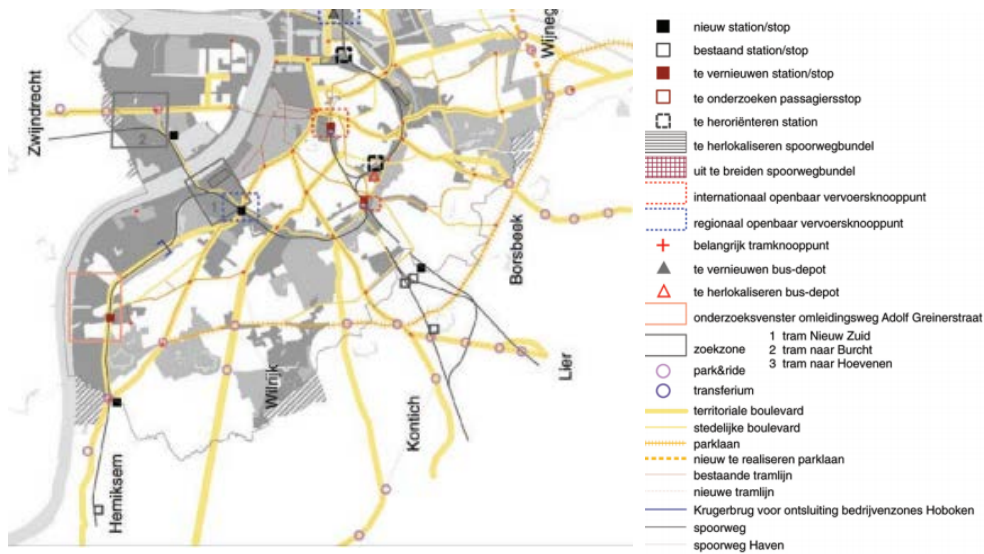 Wijneg
Zwijndrecht
2
1
Borsbeek
Lier
Wilrijk
Kontich
Hemiksem
nieuw station/stop
bestaand station/stop
te vernieuwen station/stop
te onderzoeken passagiersstop
te heroriënteren station
te herlokaliseren spoorwegbundel
uit te breiden spoorwegbundel
internationaal openbaar vervoersknooppunt
regionaal openbaar vervoersknooppunt
belangrijk tramknooppunt
te vernieuwen bus-depot
te herlokaliseren bus-depot
onderzoeksvenster omleidingsweg Adolf Greinerstraat
zoekzone
1 tram Nieuw Zuid
2 tram naar Burcht
3 tram naar Hoevenen
park&ride
transferium
territoriale boulevard
stedelijke boulevard
parklaan
nieuw te realiseren parklaan
bestaande tramlijn
nieuwe tramlijn
Krugerbrug voor ontsluiting bedrijvenzones Hoboken
spoorweg
spoorweg Haven